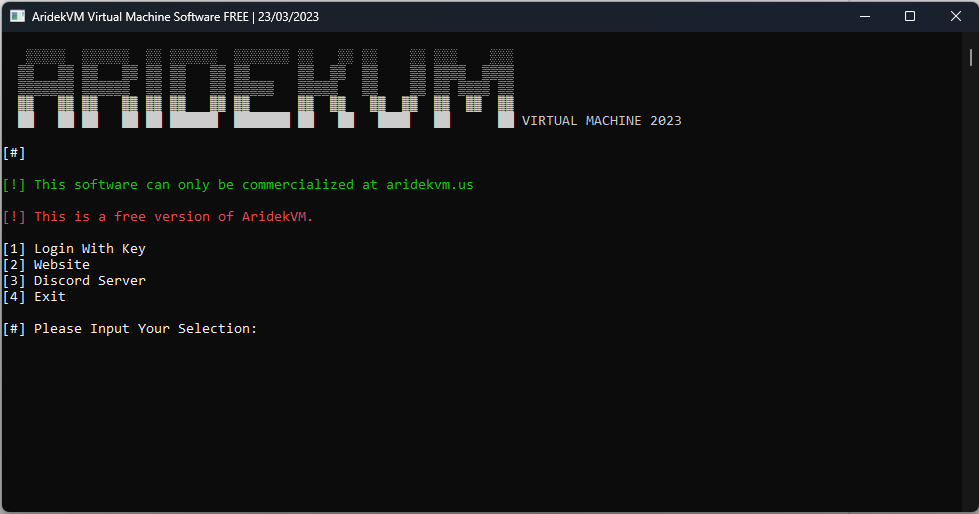 AridekVM Virtual Machine Software FREE | 23/03/2023
ARIDEKVM VIRTUAL MACHINE 2023
[#]
[!] This software can only be commercialized at aridekvm.us
[!] This is a free version of AridekVM.
[1] Login With Key
[2] Website
[3] Discord Server
[4] Exit
[#] Please Input Your Selection: